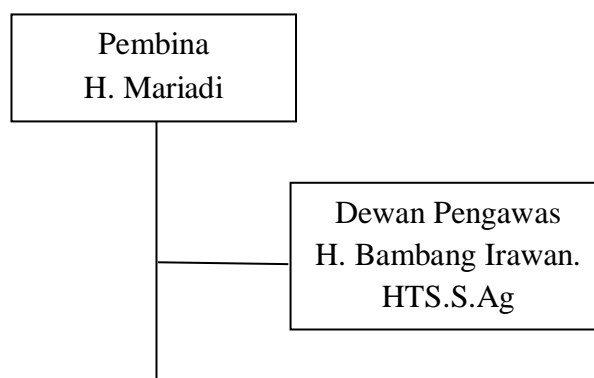 Pembina
H. Mariadi
Dewan Pengawas
H. Bambang Irawan.
HTS.S.Ag